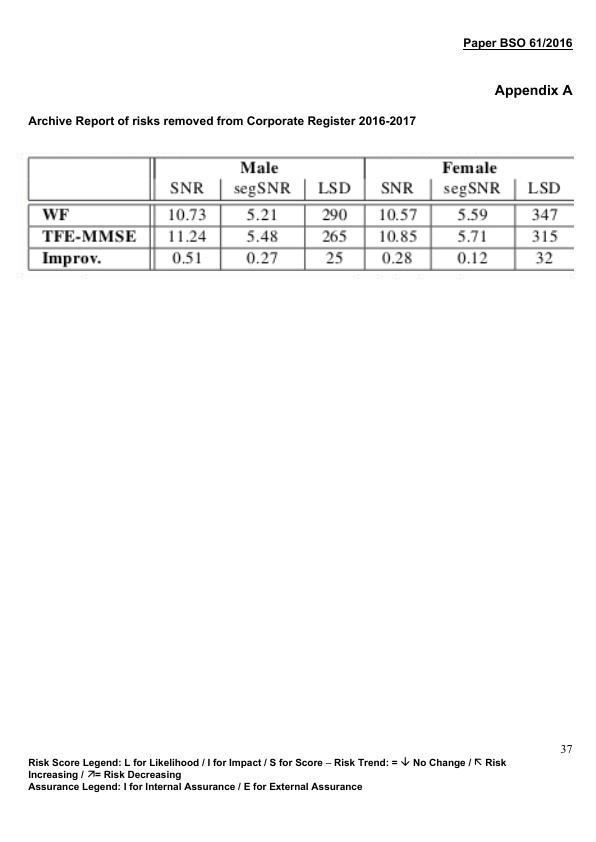 Paper BSO 61/2016
Appendix A
Archive Report of risks removed from Corporate Register 2016-2017
Male Female
SNR segSNR LSD SNR segSNR LSD
WF 10.73 5.21 290 10.57 5.59 347
TFE-MMSE 11.24 5.48 265 10.85 5.71 315
Improv. 0.51 0.27 25 0.28 0.12 32
37
Risk Score Legend: L for Likelihood / I for Impact / S for Score – Risk Trend: = ↓ No Change / ↖ Risk
Increasing / ↗= Risk Decreasing
Assurance Legend: I for Internal Assurance / E for External Assurance